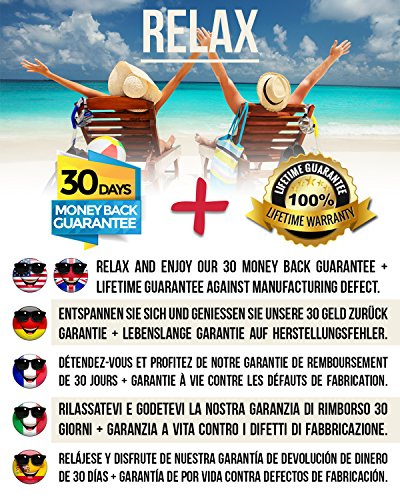 RELAX
30 DAYS
MONEY BACK
GUARANTEE
+
LIFETIME GUARANTEE
100%
LIFETIME WARRANTY
RELAX AND ENJOY OUR 30 MONEY BACK GUARANTEE +
LIFETIME GUARANTEE AGAINST MANUFACTURING DEFECT.
ENTSPANNEN SIE SICH UND GENIESSEN SIE UNSERE 30 GELD ZURÜCK
GARANTIE + LEBENSLANGE GARANTIE AUF HERSTELLUNGSFEHLER.
DÉTENDEZ-VOUS ET PROFITEZ DE NOTRE GARANTIE DE REMBOURSEMENT
DE 30 JOURS + GARANTIE À VIE CONTRE LES DÉFAUTS DE FABRICATION.
RILASSATEVI E GODETEVI LA NOSTRA GARANZIA DI RIMBORSO 30
GIORNI + GARANZIA A VITA CONTRO I DIFETTI DI FABBRICAZIONE.
RELÁJESE Y DISFRUTE DE NUESTRA GARANTÍA DE DEVOLUCIÓN DE DINERO
DE 30 DÍAS + GARANTÍA DE POR VIDA CONTRA DEFECTOS DE FABRICACIÓN.